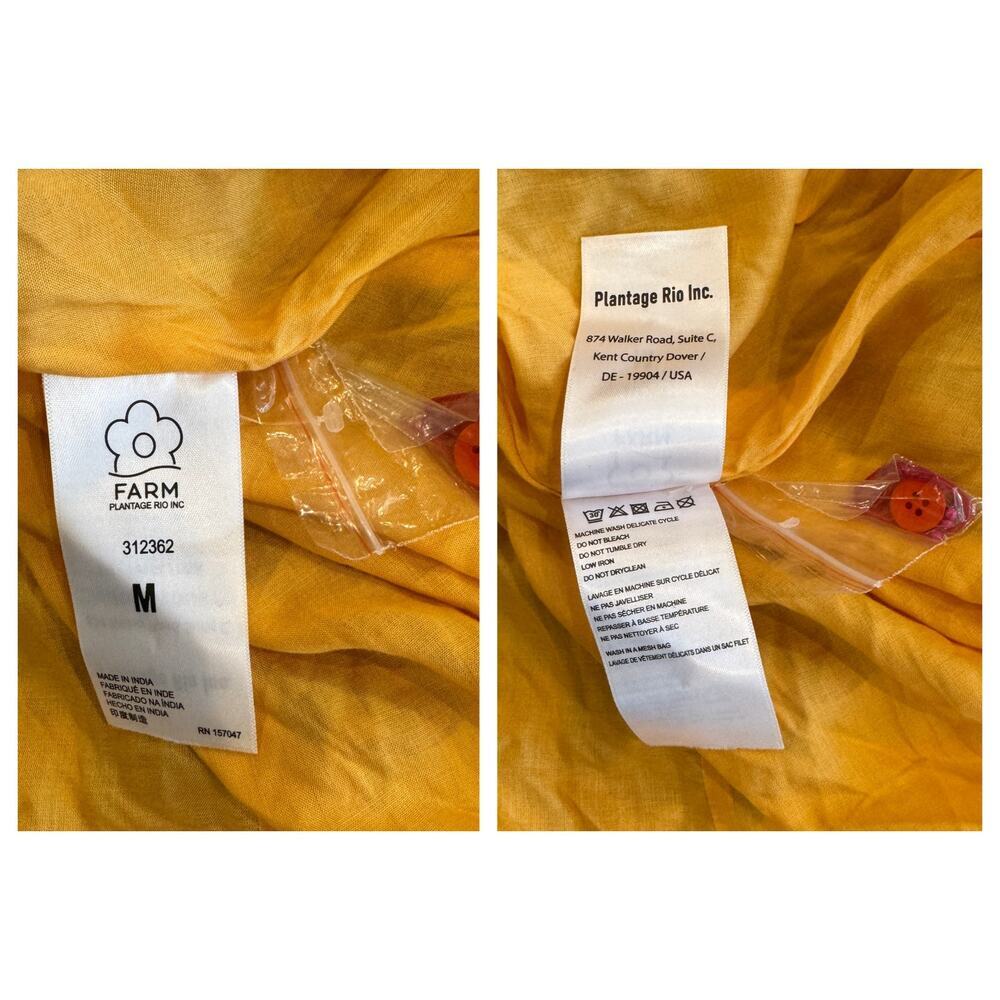 FARM
PLANTAGE RIO INC
312362
M
MADE IN INDIA
FABRIQUÉ EN INDE
FABRICADO NA ÍNDIA
HECHO EN INDIA
印度制造
RN 157047
Plantage Rio Inc.
874 Walker Road, Suite C,
Kent Country Dover /
DE - 19904 / USA
30°
MACHINE WASH DELICATE CYCLE
DO NOT BLEACH
DO NOT TUMBLE DRY
LOW IRON
DO NOT DRYCLEAN
LAVAGE EN MACHINE SUR CYCLE DÉLICAT
NE PAS JAVELLISER
NE PAS SÉCHER EN MACHINE
REPASSER À BASSE TEMPÉRATURE
NE PAS NETTOYER À SEC
WASH IN A MESH BAG
LAVAGE DE VÊTEMENT DÉLICATS DANS UN SAC FILET